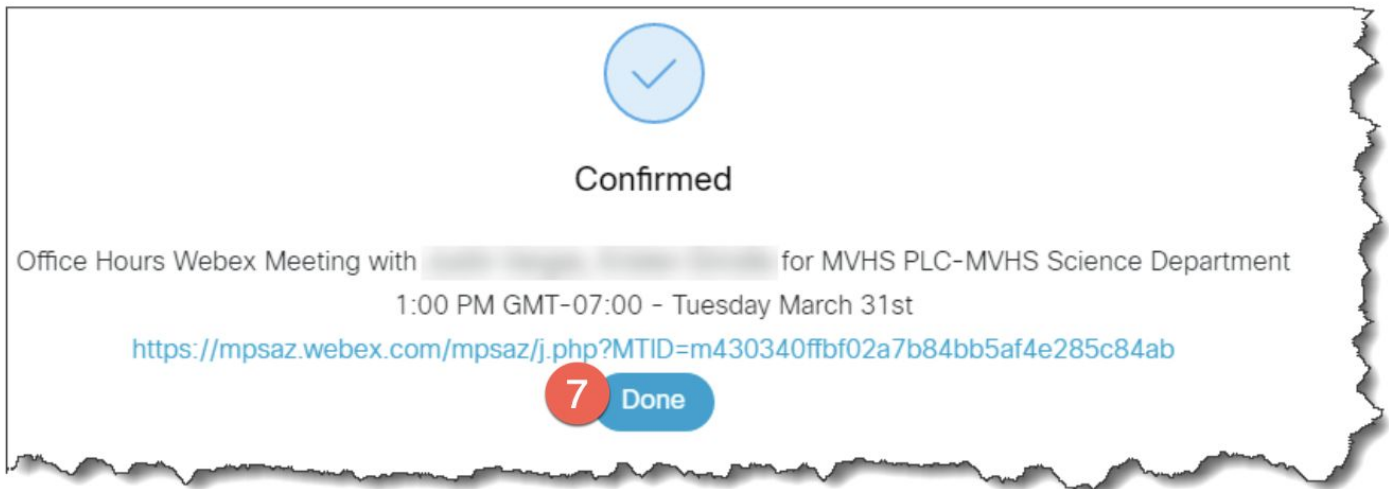 Confirmed
Office Hours Webex Meeting with for MVHS PLC-MVHS Science Department
1:00 PM GMT-07:00 - Tuesday March 31st
https://mpsaz.webex.com/mpsaz/j.php?MTID=m430340ffbf02a7b84bb5af4e285c84ab
7 Done